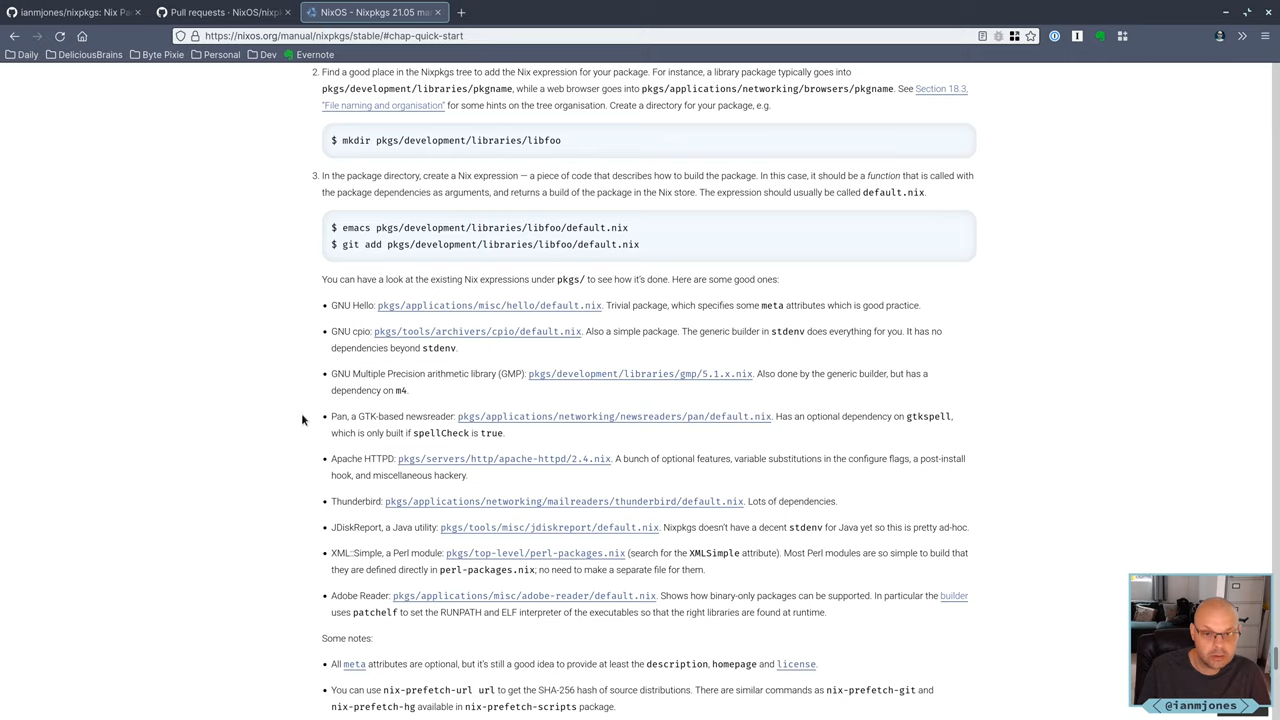 ianmjones/nixpkgs: Nix Pa
Pull requests · NixOS/nixpk
NixOS - Nixpkgs 21.05 ma
https://nixos.org/manual/nixpkgs/stable/#chap-quick-start
Daily DeliciousBrains Byte Pixie Personal Dev Evernote
2. Find a good place in the Nixpkgs tree to add the Nix expression for your package. For instance, a library package typically goes into
pkgs/development/libraries/pkgname, while a web browser goes into pkgs/applications/networking/browsers/pkgname. See Section 18.3,
"File naming and organisation" for some hints on the tree organisation. Create a directory for your package, e.g.
$ mkdir pkgs/development/libraries/libfoo
3. In the package directory, create a Nix expression — a piece of code that describes how to build the package. In this case, it should be a function that is called with
the package dependencies as arguments, and returns a build of the package in the Nix store. The expression should usually be called default.nix.
$ emacs pkgs/development/libraries/libfoo/default.nix
$ git add pkgs/development/libraries/libfoo/default.nix
You can have a look at the existing Nix expressions under pkgs/ to see how it's done. Here are some good ones:
• GNU Hello: pkgs/applications/misc/hello/default.nix. Trivial package, which specifies some meta attributes which is good practice.
• GNU cpio: pkgs/tools/archivers/cpio/default.nix. Also a simple package. The generic builder in stdenv does everything for you. It has no
dependencies beyond stdenv.
• GNU Multiple Precision arithmetic library (GMP): pkgs/development/libraries/gmp/5.1.x.nix. Also done by the generic builder, but has a
dependency on m4.
• Pan, a GTK-based newsreader: pkgs/applications/networking/newsreaders/pan/default.nix. Has an optional dependency on gtkspell,
which is only built if spellCheck is true.
• Apache HTTPD: pkgs/servers/http/apache-httpd/2.4.nix. A bunch of optional features, variable substitutions in the configure flags, a post-install
hook, and miscellaneous hackery.
• Thunderbird: pkgs/applications/networking/mailreaders/thunderbird/default.nix. Lots of dependencies.
• JDiskReport, a Java utility: pkgs/tools/misc/jdiskreport/default.nix. Nixpkgs doesn't have a decent stdenv for Java yet so this is pretty ad-hoc.
• XML::Simple, a Perl module: pkgs/top-level/perl-packages.nix (search for the XMLSimple attribute). Most Perl modules are so simple to build that
they are defined directly in perl-packages.nix; no need to make a separate file for them.
• Adobe Reader: pkgs/applications/misc/adobe-reader/default.nix. Shows how binary-only packages can be supported. In particular the builder
uses patchelf to set the RUNPATH and ELF interpreter of the executables so that the right libraries are found at runtime.
Some notes:
• All meta attributes are optional, but it's still a good idea to provide at least the description, homepage and license.
• You can use nix-prefetch-url url to get the SHA-256 hash of source distributions. There are similar commands as nix-prefetch-git and
nix-prefetch-hg available in nix-prefetch-scripts package.
@ianmjones